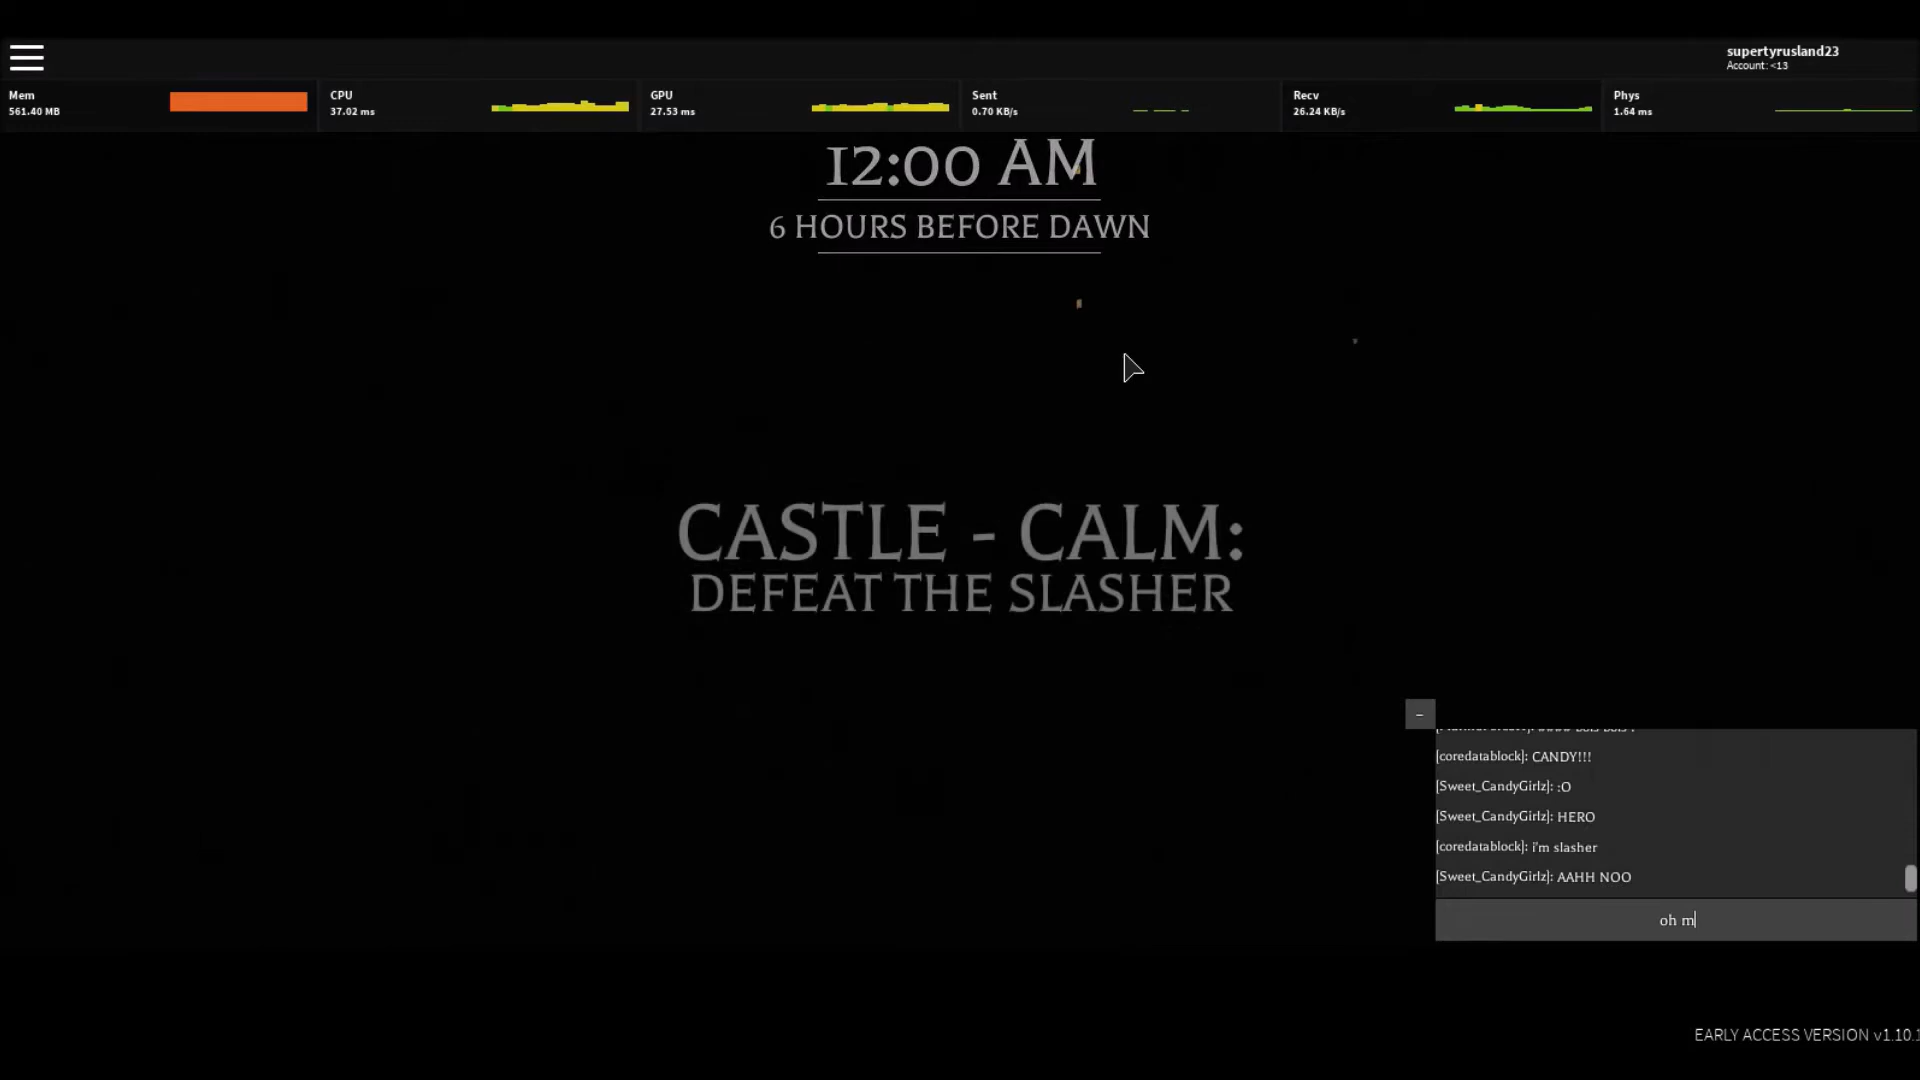 supertyrusland23
Account: <13
Mem
561.40 MB
CPU
37.02 ms
GPU
27.53 ms
Sent
0.70 KB/s
Recv
26.24 KB/s
Phys
1.64 ms
12:00 AM
6 HOURS BEFORE DAWN
CASTLE - CALM:
DEFEAT THE SLASHER
-
[coredatablock]: CANDY!!!
[Sweet_CandyGirlz]: :O
[Sweet_CandyGirlz]: HERO
[coredatablock]: i'm slasher
[Sweet_CandyGirlz]: AAHH NOO
oh m
EARLY ACCESS VERSION v1.10.1